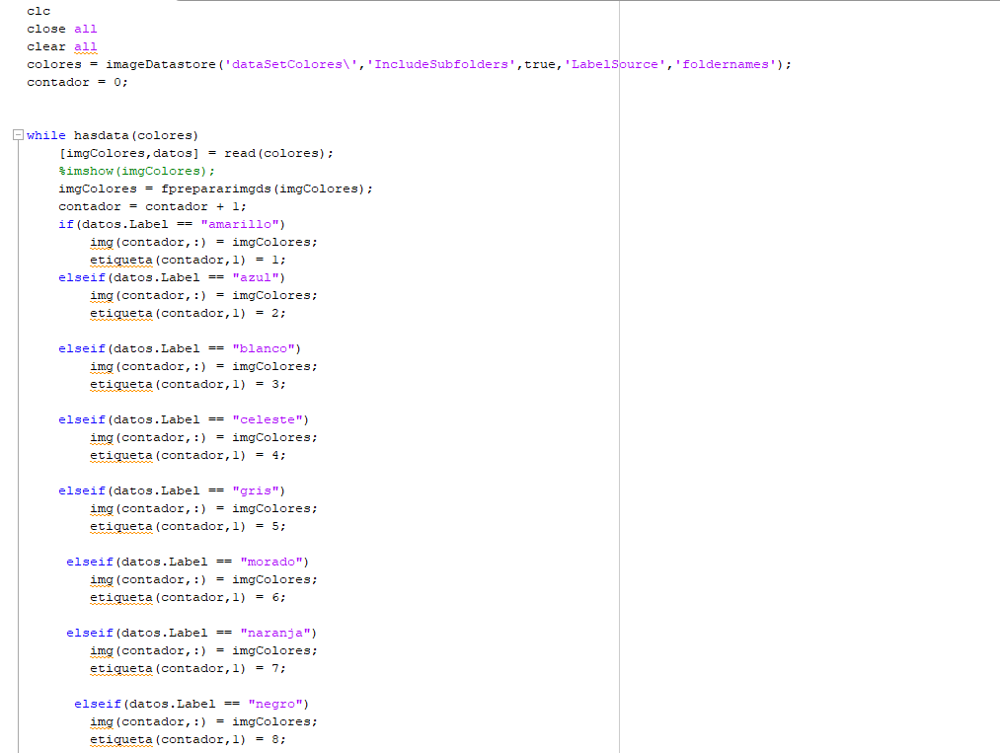 clc
close all
clear all
colores = imageDatastore('dataSetColores\','IncludeSubfolders',true,'LabelSource','foldernames');
contador = 0;
while hasdata(colores)
[imgColores,datos] = read(colores);
%imshow(imgColores);
imgColores = fprepararimgds(imgColores);
contador = contador + 1;
if(datos.Label == "amarillo")
img(contador,:) = imgColores;
etiqueta(contador,1) = 1;
elseif(datos.Label == "azul")
img(contador,:) = imgColores;
etiqueta(contador,1) = 2;
elseif(datos.Label == "blanco")
img(contador,:) = imgColores;
etiqueta(contador,1) = 3;
elseif(datos.Label == "celeste")
img(contador,:) = imgColores;
etiqueta(contador,1) = 4;
elseif(datos.Label == "gris")
img(contador,:) = imgColores;
etiqueta(contador,1) = 5;
elseif(datos.Label == "morado")
img(contador,:) = imgColores;
etiqueta(contador,1) = 6;
elseif(datos.Label == "naranja")
img(contador,:) = imgColores;
etiqueta(contador,1) = 7;
elseif(datos.Label == "negro")
img(contador,:) = imgColores;
etiqueta(contador,1) = 8;